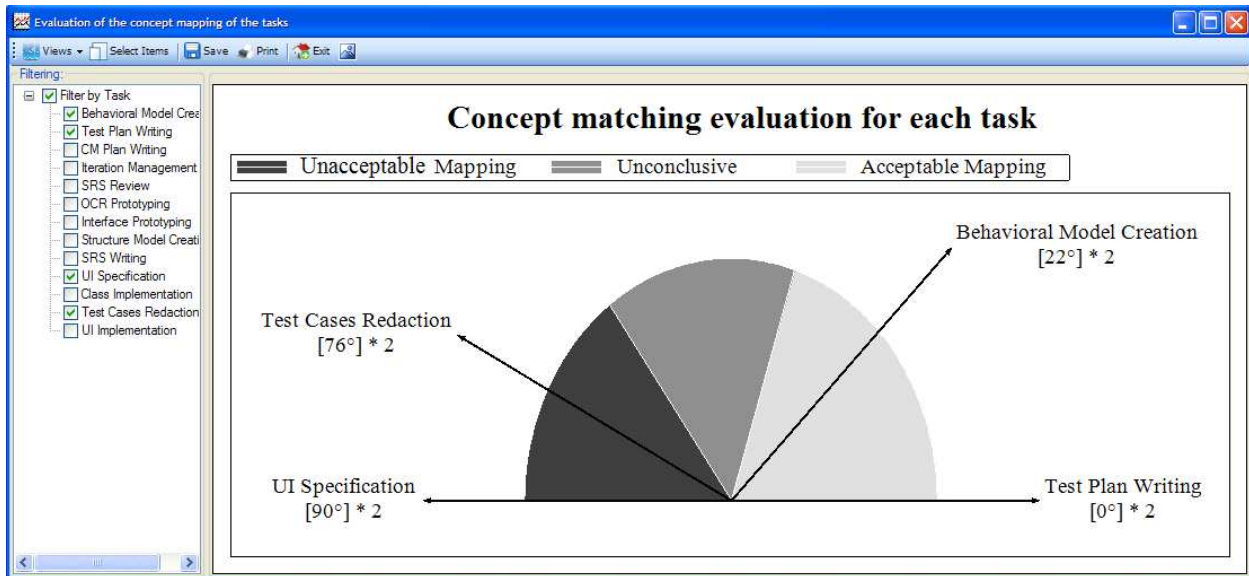 Evaluation of the concept mapping of the tasks
Views Select Items Save Print Exit
Filtering:
Filter by Task
Behavioral Model Crea
Test Plan Writing
CM Plan Writing
Iteration Management
SRS Review
OCR Prototyping
Interface Prototyping
Structure Model Creati
SRS Writing
UI Specification
Class Implementation
Test Cases Redaction
UI Implementation
Concept matching evaluation for each task
Unacceptable Mapping Unconclusive Acceptable Mapping
Behavioral Model Creation
[22°] * 2
Test Cases Redaction
[76°] * 2
UI Specification
[90°] * 2
Test Plan Writing
[0°] * 2